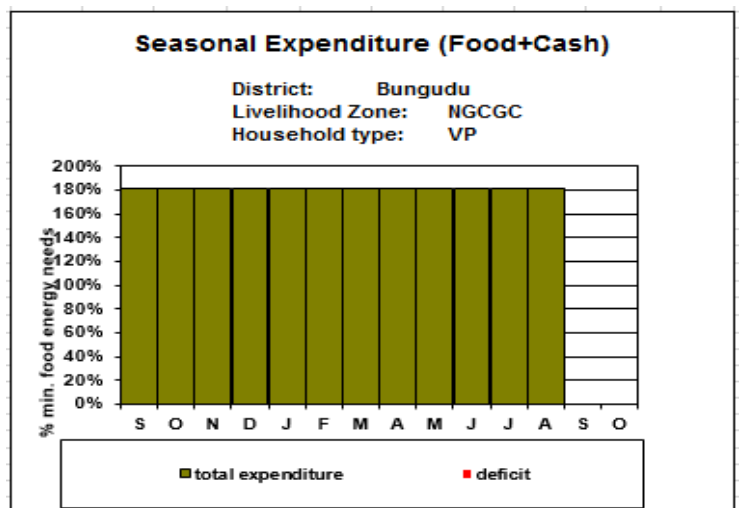 Seasonal Expenditure (Food+Cash)
District: Bungudu
Livelihood Zone: NGCGC
Household type: VP
% min. food energy needs
200%
180%
160%
140%
120%
100%
80%
60%
40%
20%
0%
S O N D J F M A M J J A S O
total expenditure deficit